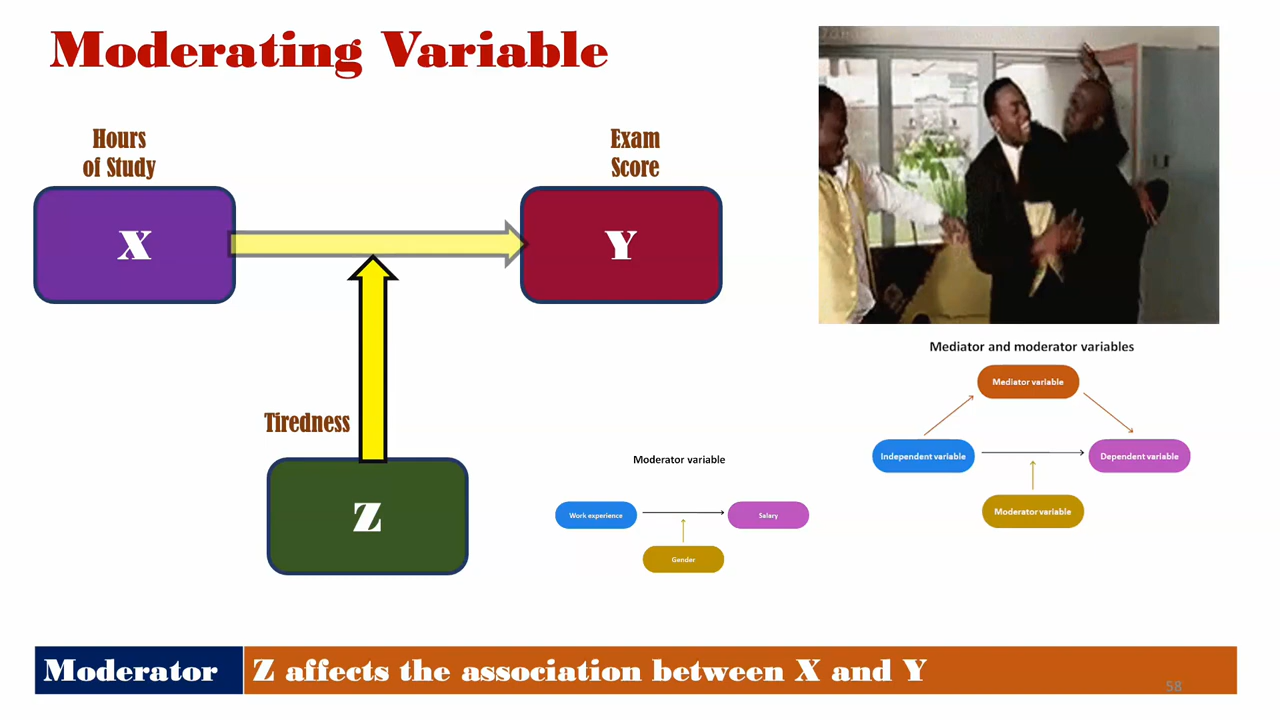 Moderating Variable
Hours
of Study
Exam
Score
X
Y
Tiredness
Z
Moderator variable
Work experience
Salary
Gender
Mediator and moderator variables
Mediator variable
Independent variable
Dependent variable
Moderator variable
Moderator
Z affects the association between X and Y
58